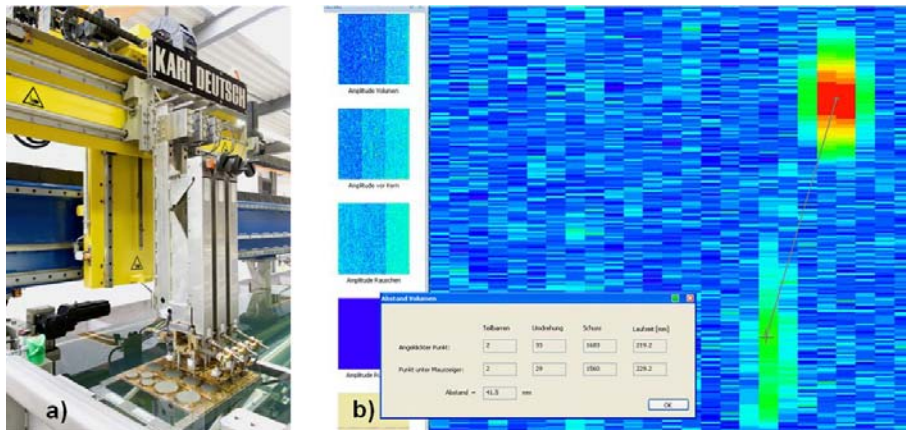 KARL DEUTSCH
a)
Amplitude Volumen
Amplitude vor Kern
Amplitude Rauschen
b)
Abstand Volumen
Teilbarren Umdrehung Schuss Laufzeit [mm]
Angeklickter Punkt: 2 33 1683 219.2
Punkt unter Mauszeiger: 2 29 1560 229.2
Abstand = 41.5 mm
OK